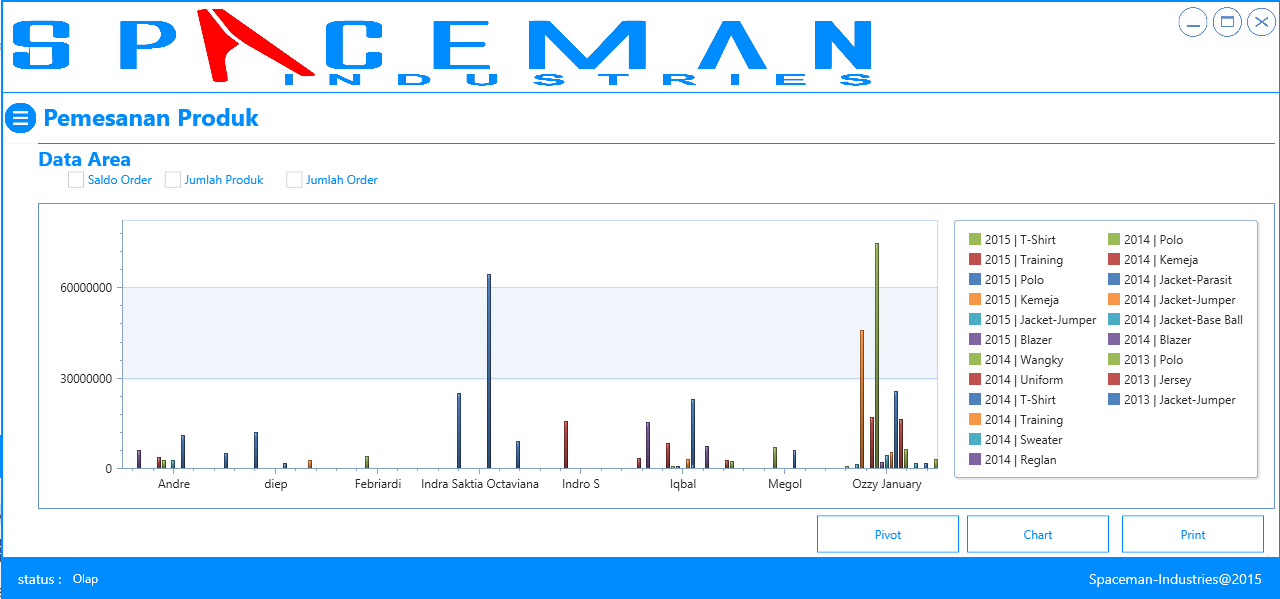 SPACEMAN
INDUSTRIES
Pemesanan Produk
Data Area
Saldo Order Jumlah Produk Jumlah Order
60000000
30000000
0
Andre diep Febriardi Indra Saktia Octaviana Indro S Iqbal Megol Ozzy January
2015 | T-Shirt 2014 | Polo
2015 | Training 2014 | Kemeja
2015 | Polo 2014 | Jacket-Parasit
2015 | Kemeja 2014 | Jacket-Jumper
2015 | Jacket-Jumper 2014 | Jacket-Base Ball
2015 | Blazer 2014 | Blazer
2014 | Wangky 2013 | Polo
2014 | Uniform 2013 | Jersey
2014 | T-Shirt 2013 | Jacket-Jumper
2014 | Training
2014 | Sweater
2014 | Reglan
Pivot Chart Print
status : Olap Spaceman-Industries@2015